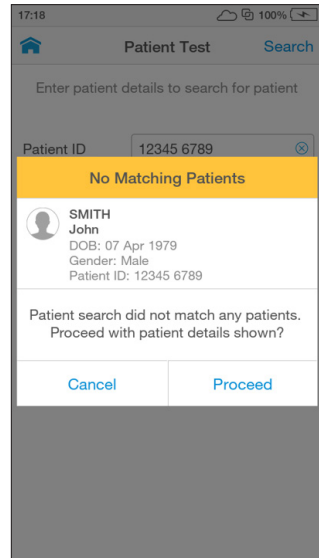 17:18 100%
Patient Test Search
Enter patient details to search for patient
Patient ID 12345 6789
No Matching Patients
SMITH
John
DOB: 07 Apr 1979
Gender: Male
Patient ID: 12345 6789
Patient search did not match any patients.
Proceed with patient details shown?
Cancel Proceed